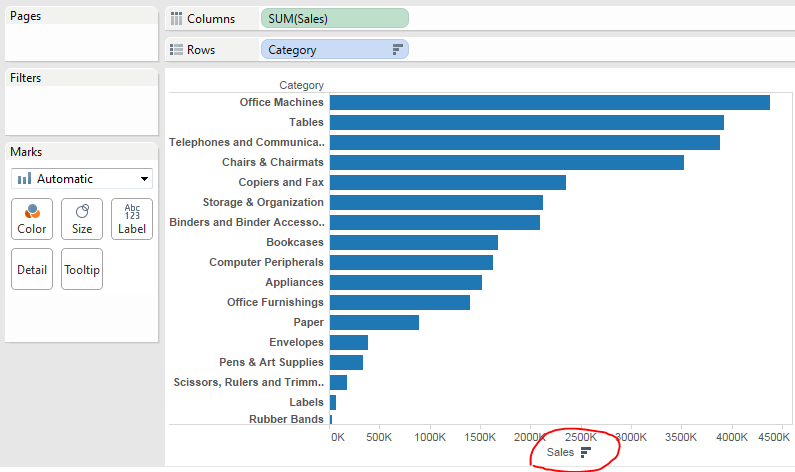 Pages
Columns SUM(Sales)
Rows Category
Filters
Marks
Automatic
Color Size Abc 123 Label
Detail Tooltip
Category
Office Machines
Tables
Telephones and Communica..
Chairs & Chairmats
Copiers and Fax
Storage & Organization
Binders and Binder Accesso..
Bookcases
Computer Peripherals
Appliances
Office Furnishings
Paper
Envelopes
Pens & Art Supplies
Scissors, Rulers and Trimm..
Labels
Rubber Bands
0K 500K 1000K 1500K 2000K 2500K 3000K 3500K 4000K 4500K
Sales